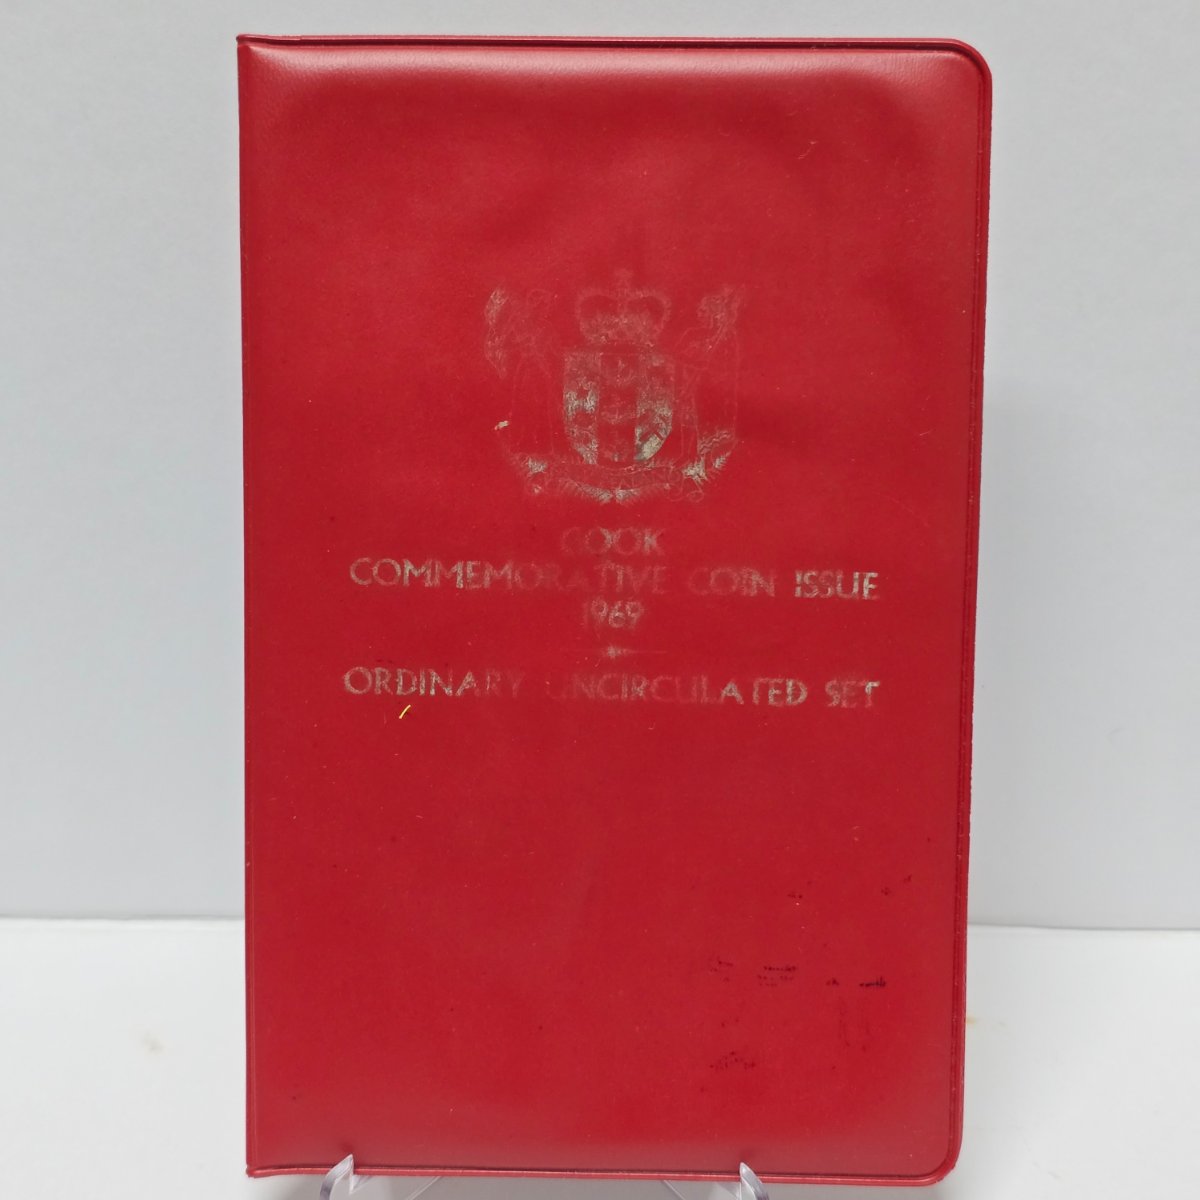 COOK
COMMEMORATIVE COIN ISSUE
1969
ORDINARY UNCIRCULATED SET